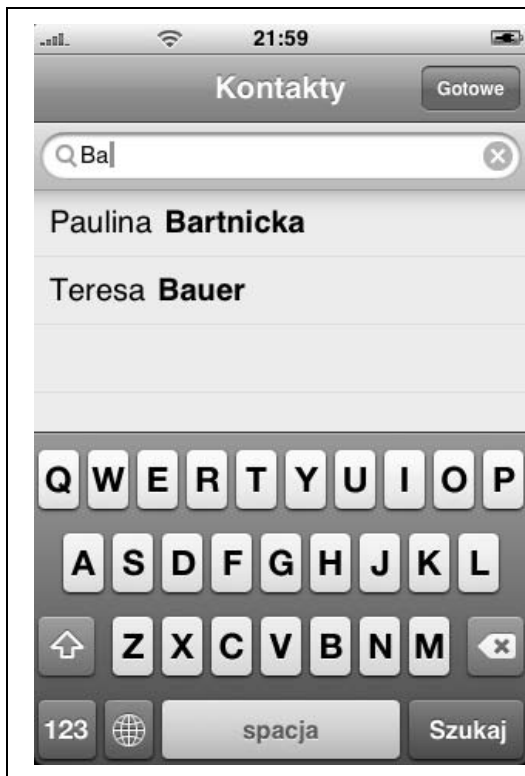 21:59
Kontakty Gotowe
Ba
Paulina Bartnicka
Teresa Bauer
Q W E R T Y U I O P
A S D F G H J K L
Z X C V B N M
123 spacja Szukaj